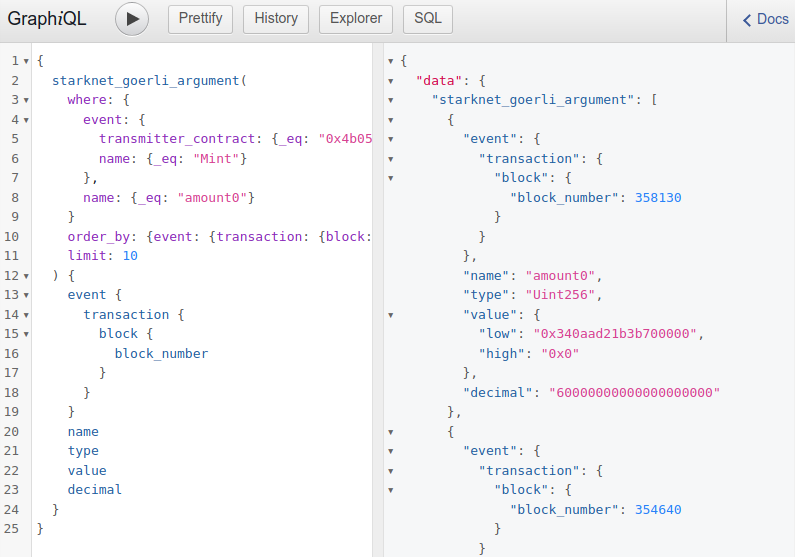 GraphiQL Prettify History Explorer SQL Docs
1 {
2 starknet_goerli_argument(
3 where: {
4 event: {
5 transmitter_contract: {_eq: "0x4b05
6 name: {_eq: "Mint"}
7 },
8 name: {_eq: "amount0"}
9 }
10 order_by: {event: {transaction: {block:
11 limit: 10
12 ) {
13 event {
14 transaction {
15 block {
16 block_number
17 }
18 }
19 }
20 name
21 type
22 value
23 decimal
24 }
25 }
{
"data": {
"starknet_goerli_argument": [
{
"event": {
"transaction": {
"block": {
"block_number": 358130
}
}
},
"name": "amount0",
"type": "Uint256",
"value": {
"low": "0x340aad21b3b700000",
"high": "0x0"
},
"decimal": "60000000000000000000"
},
{
"event": {
"transaction": {
"block": {
"block_number": 354640
}
}